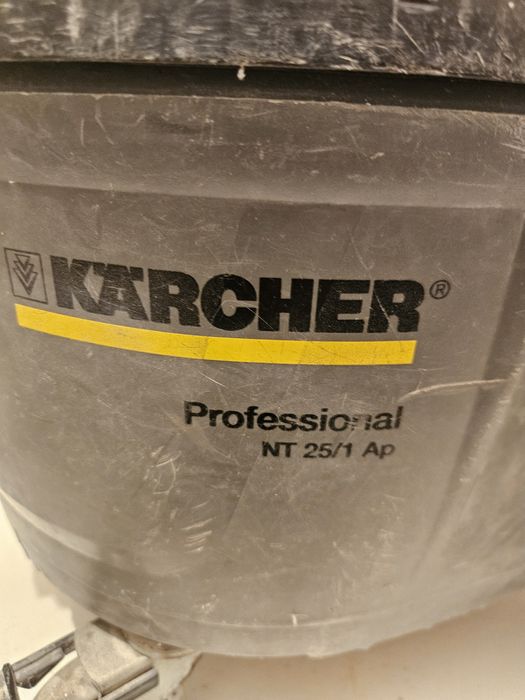 KÄRCHER®
Professional
NT 25/1 Ap